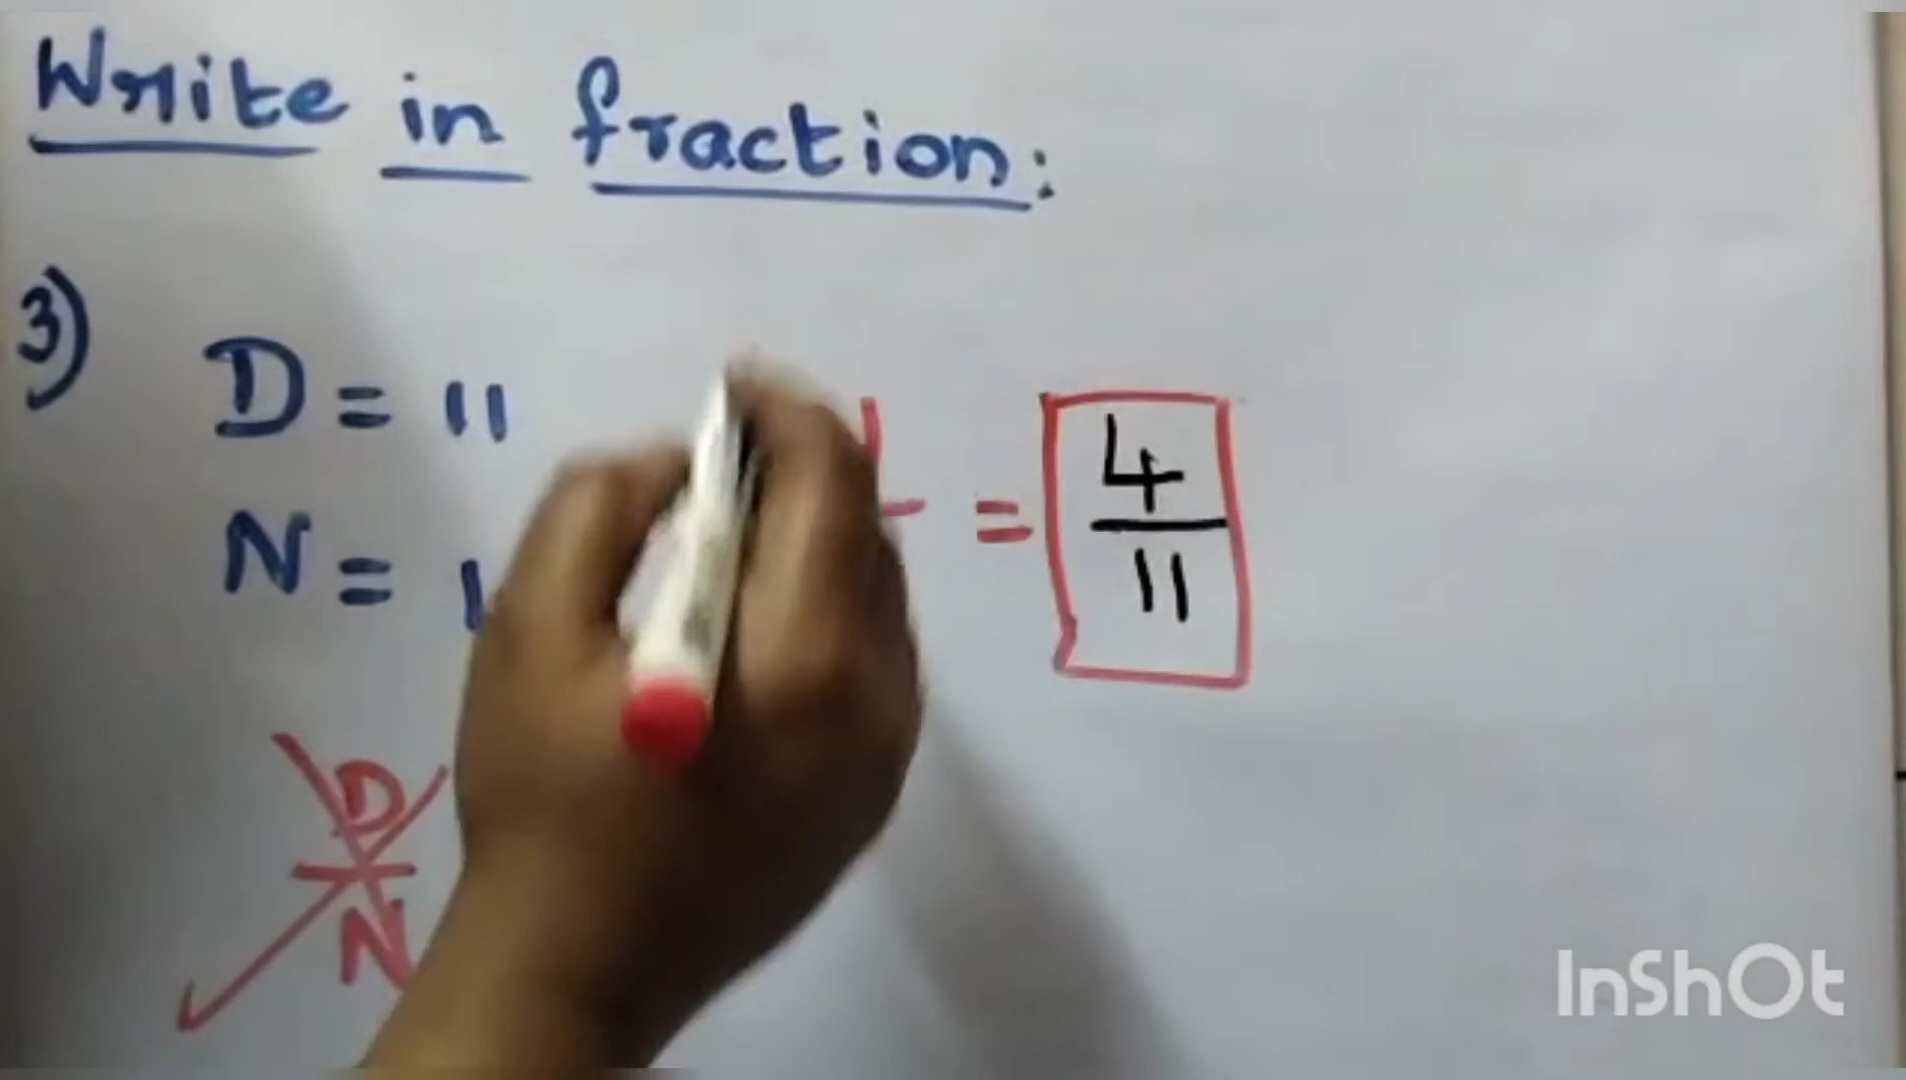 Write in fraction:
3)
D = 11
N =
= 4/11
D
N
InShOt